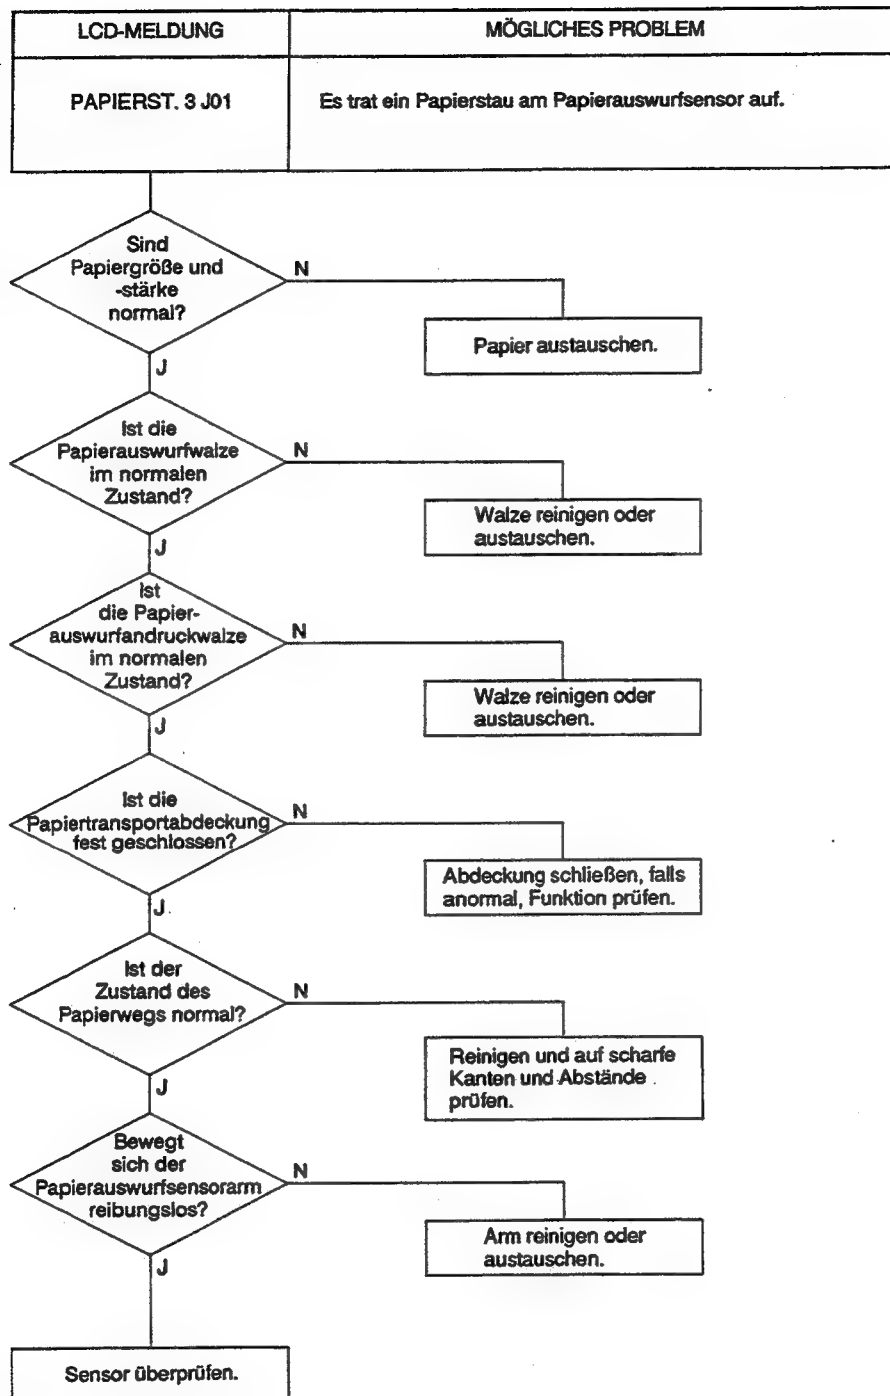 LCD-MELDUNG
MÖGLICHES PROBLEM
PAPIERST. 3 J01
Es trat ein Papierstau am Papierauswurfsensor auf.
Sind
Papiergröße und
-stärke
normal?
N
Papier austauschen.
J
Ist die
Papierauswurfwalze
im normalen
Zustand?
N
Walze reinigen oder
austauschen.
J
Ist
die Papier-
auswurfandruckwalze
im normalen
Zustand?
N
Walze reinigen oder
austauschen.
J
Ist die
Papiertransportabdeckung
fest geschlossen?
N
Abdeckung schließen, falls
anormal, Funktion prüfen.
J
Ist der
Zustand des
Papierwegs normal?
N
Reinigen und auf scharfe
Kanten und Abstände
prüfen.
J
Bewegt
sich der
Papierauswurfsensorarm
reibungslos?
N
Arm reinigen oder
austauschen.
J
Sensor überprüfen.